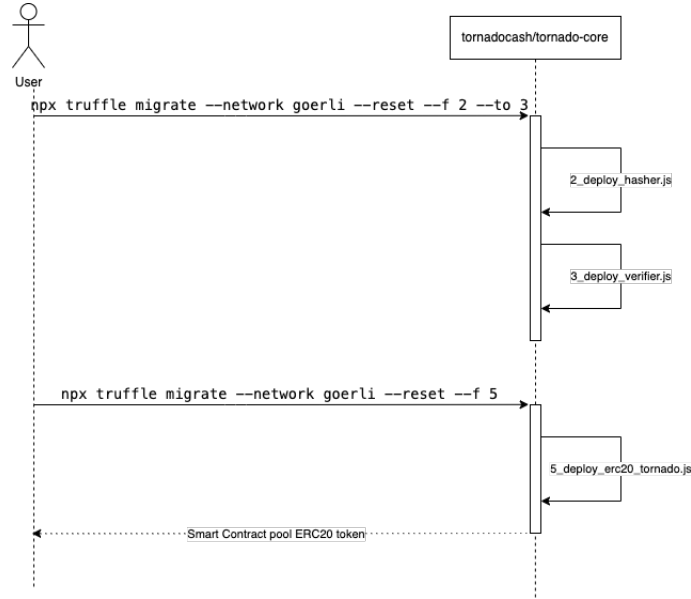 tornadocash/tornado-core
User
npx truffle migrate --network goerli --reset --f 2 --to 3
2_deploy_hasher.js
3_deploy_verifier.js
npx truffle migrate --network goerli --reset --f 5
5_deploy_erc20_tornado.js
Smart Contract pool ERC20 token